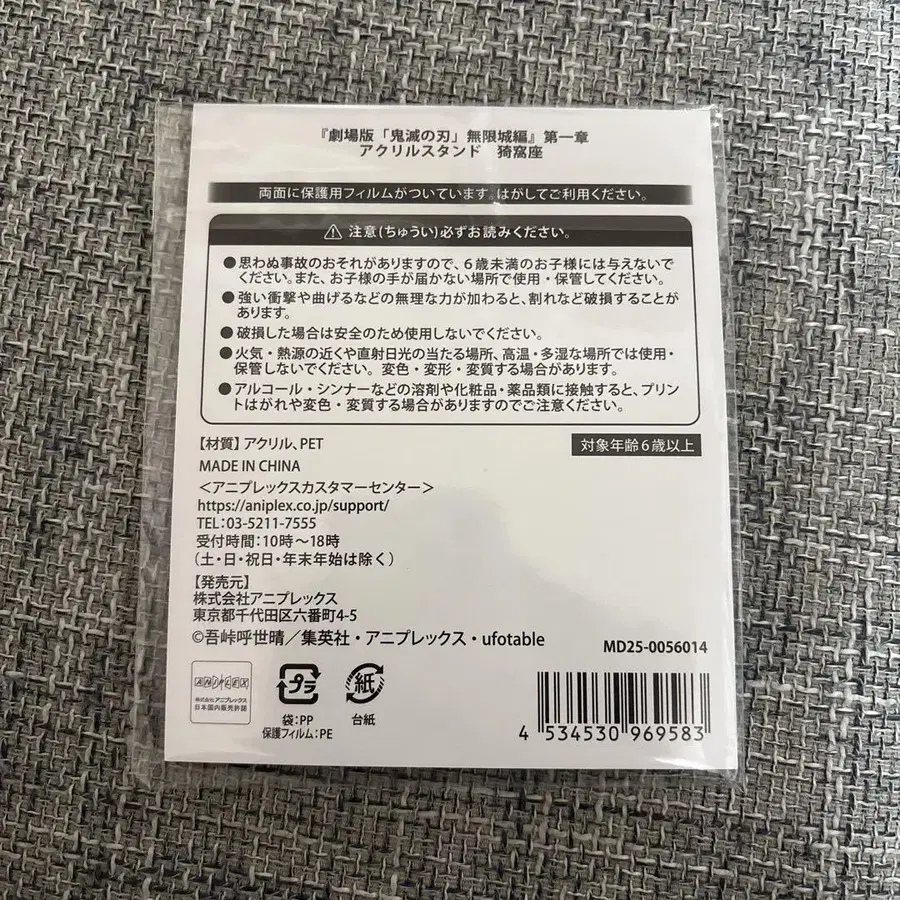 『劇場版「鬼滅の刃」無限城編』第一章
アクリルスタンド　猗窩座
両面に保護用フィルムがついています。はがしてご利用ください。
⚠ 注意(ちゅうい)必ずお読みください。
●思わぬ事故のおそれがありますので、6歳未満のお子様には与えないで
ください。また、お子様の手が届かない場所で使用・保管してください。
●強い衝撃や曲げるなどの無理な力が加わると、割れなど破損することが
あります。
●破損した場合は安全のため使用しないでください。
●火気・熱源の近くや直射日光の当たる場所、高温・多湿な場所では使用・
保管しないでください。 変色・変形・変質する場合があります。
●アルコール・シンナーなどの溶剤や化粧品・薬品類に接触すると、プリン
トはがれや変色・変質する場合がありますのでご注意ください。
【材質】アクリル、PET
対象年齢6歳以上
MADE IN CHINA
＜アニプレックスカスタマーセンター＞
https://aniplex.co.jp/support/
TEL:03-5211-7555
受付時間:10時〜18時
(土・日・祝日・年末年始は除く)
【発売元】
株式会社アニプレックス
東京都千代田区六番町4-5
©吾峠呼世晴／集英社・アニプレックス・ufotable
MD25-0056014
ANIPLEX
株式会社アニプレックス
日本国内販売許諾
プラ
袋:PP
保護フィルム:PE
紙
台紙
4 534530 969583